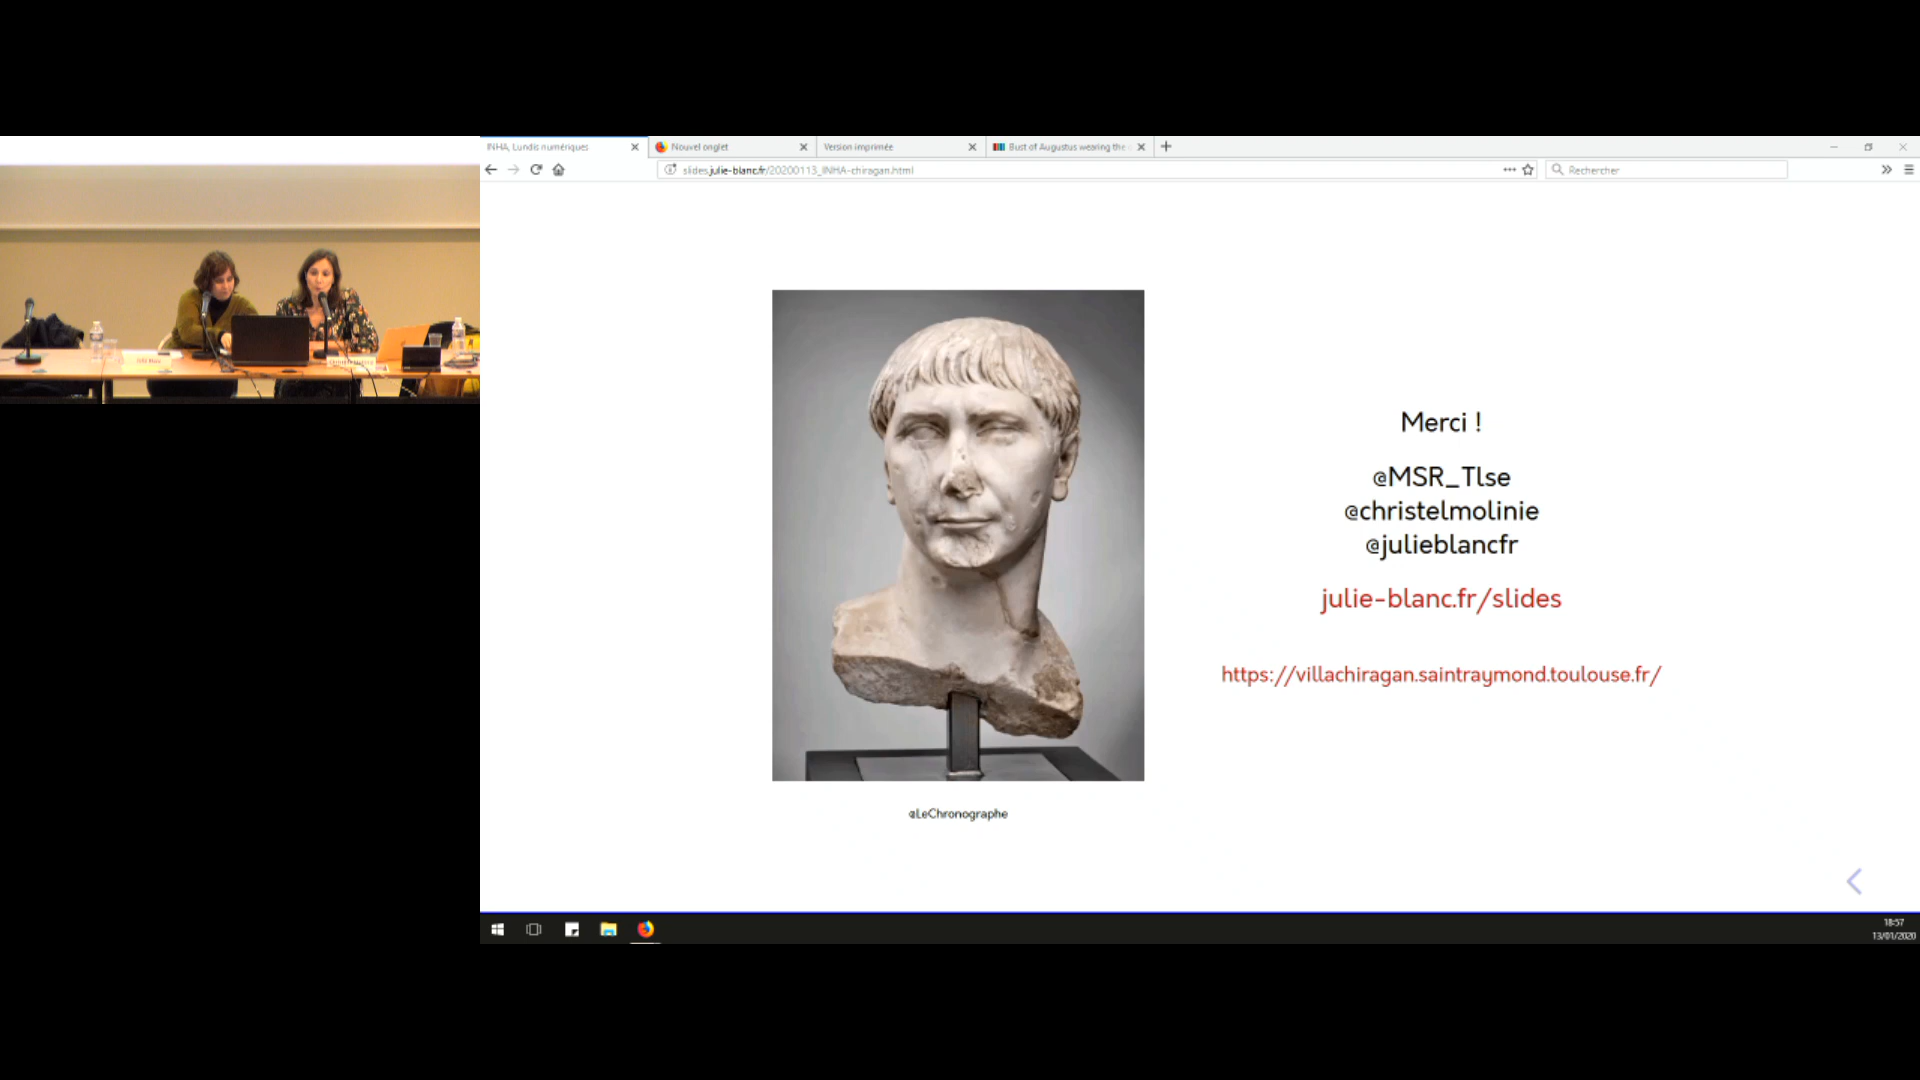 INHA, Lundis numériques
Nouvel onglet
Version imprimée
Bust of Augustus wearing the
slides.julie-blanc.fr/20200113_INHA-chiragan.html
Rechercher
Merci !
@MSR_Tlse
@christelmolinie
@julieblancfr
julie-blanc.fr/slides
https://villachiragan.saintraymond.toulouse.fr/
@LeChronographe
18:57
13/01/2020